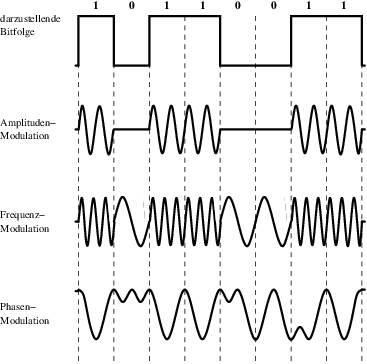 1 0 1 1 0 0 1 1
darzustellende
Bitfolge
Amplituden–
Modulation
Frequenz–
Modulation
Phasen–
Modulation